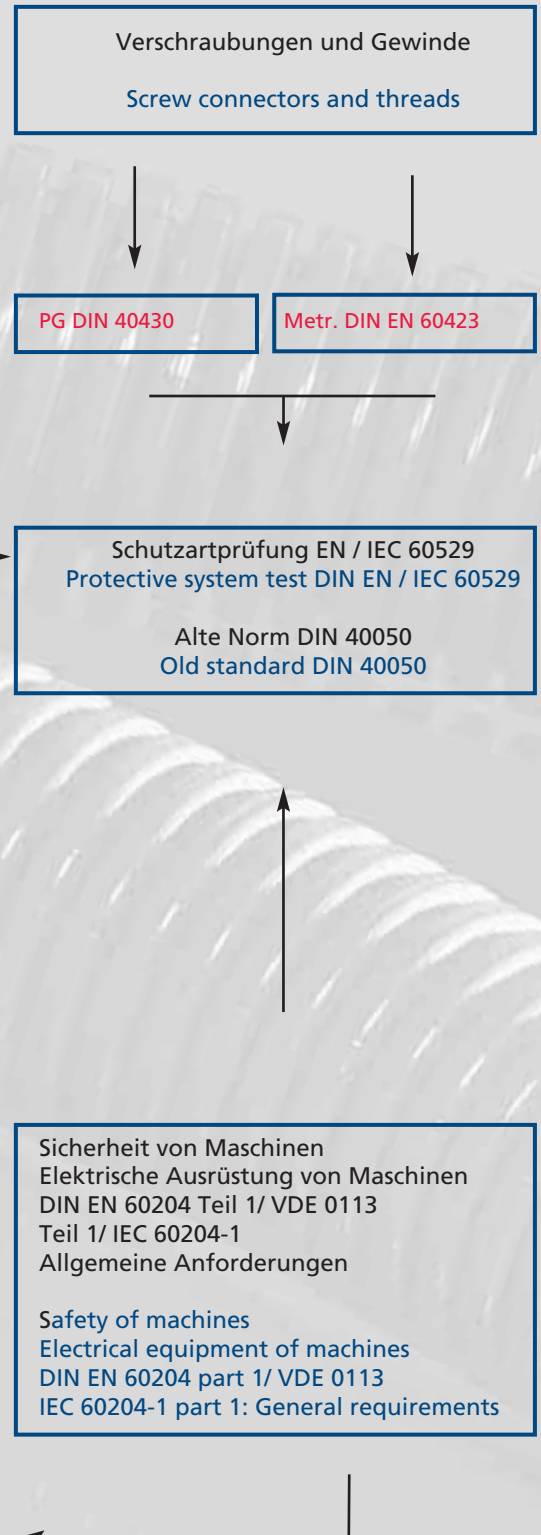 Verschraubungen und Gewinde
Screw connectors and threads
PG DIN 40430
Metr. DIN EN 60423
Schutzartprüfung EN / IEC 60529
Protective system test DIN EN / IEC 60529
Alte Norm DIN 40050
Old standard DIN 40050
Sicherheit von Maschinen
Elektrische Ausrüstung von Maschinen
DIN EN 60204 Teil 1/ VDE 0113
Teil 1/ IEC 60204-1
Allgemeine Anforderungen
Safety of machines
Electrical equipment of machines
DIN EN 60204 part 1/ VDE 0113
IEC 60204-1 part 1: General requirements